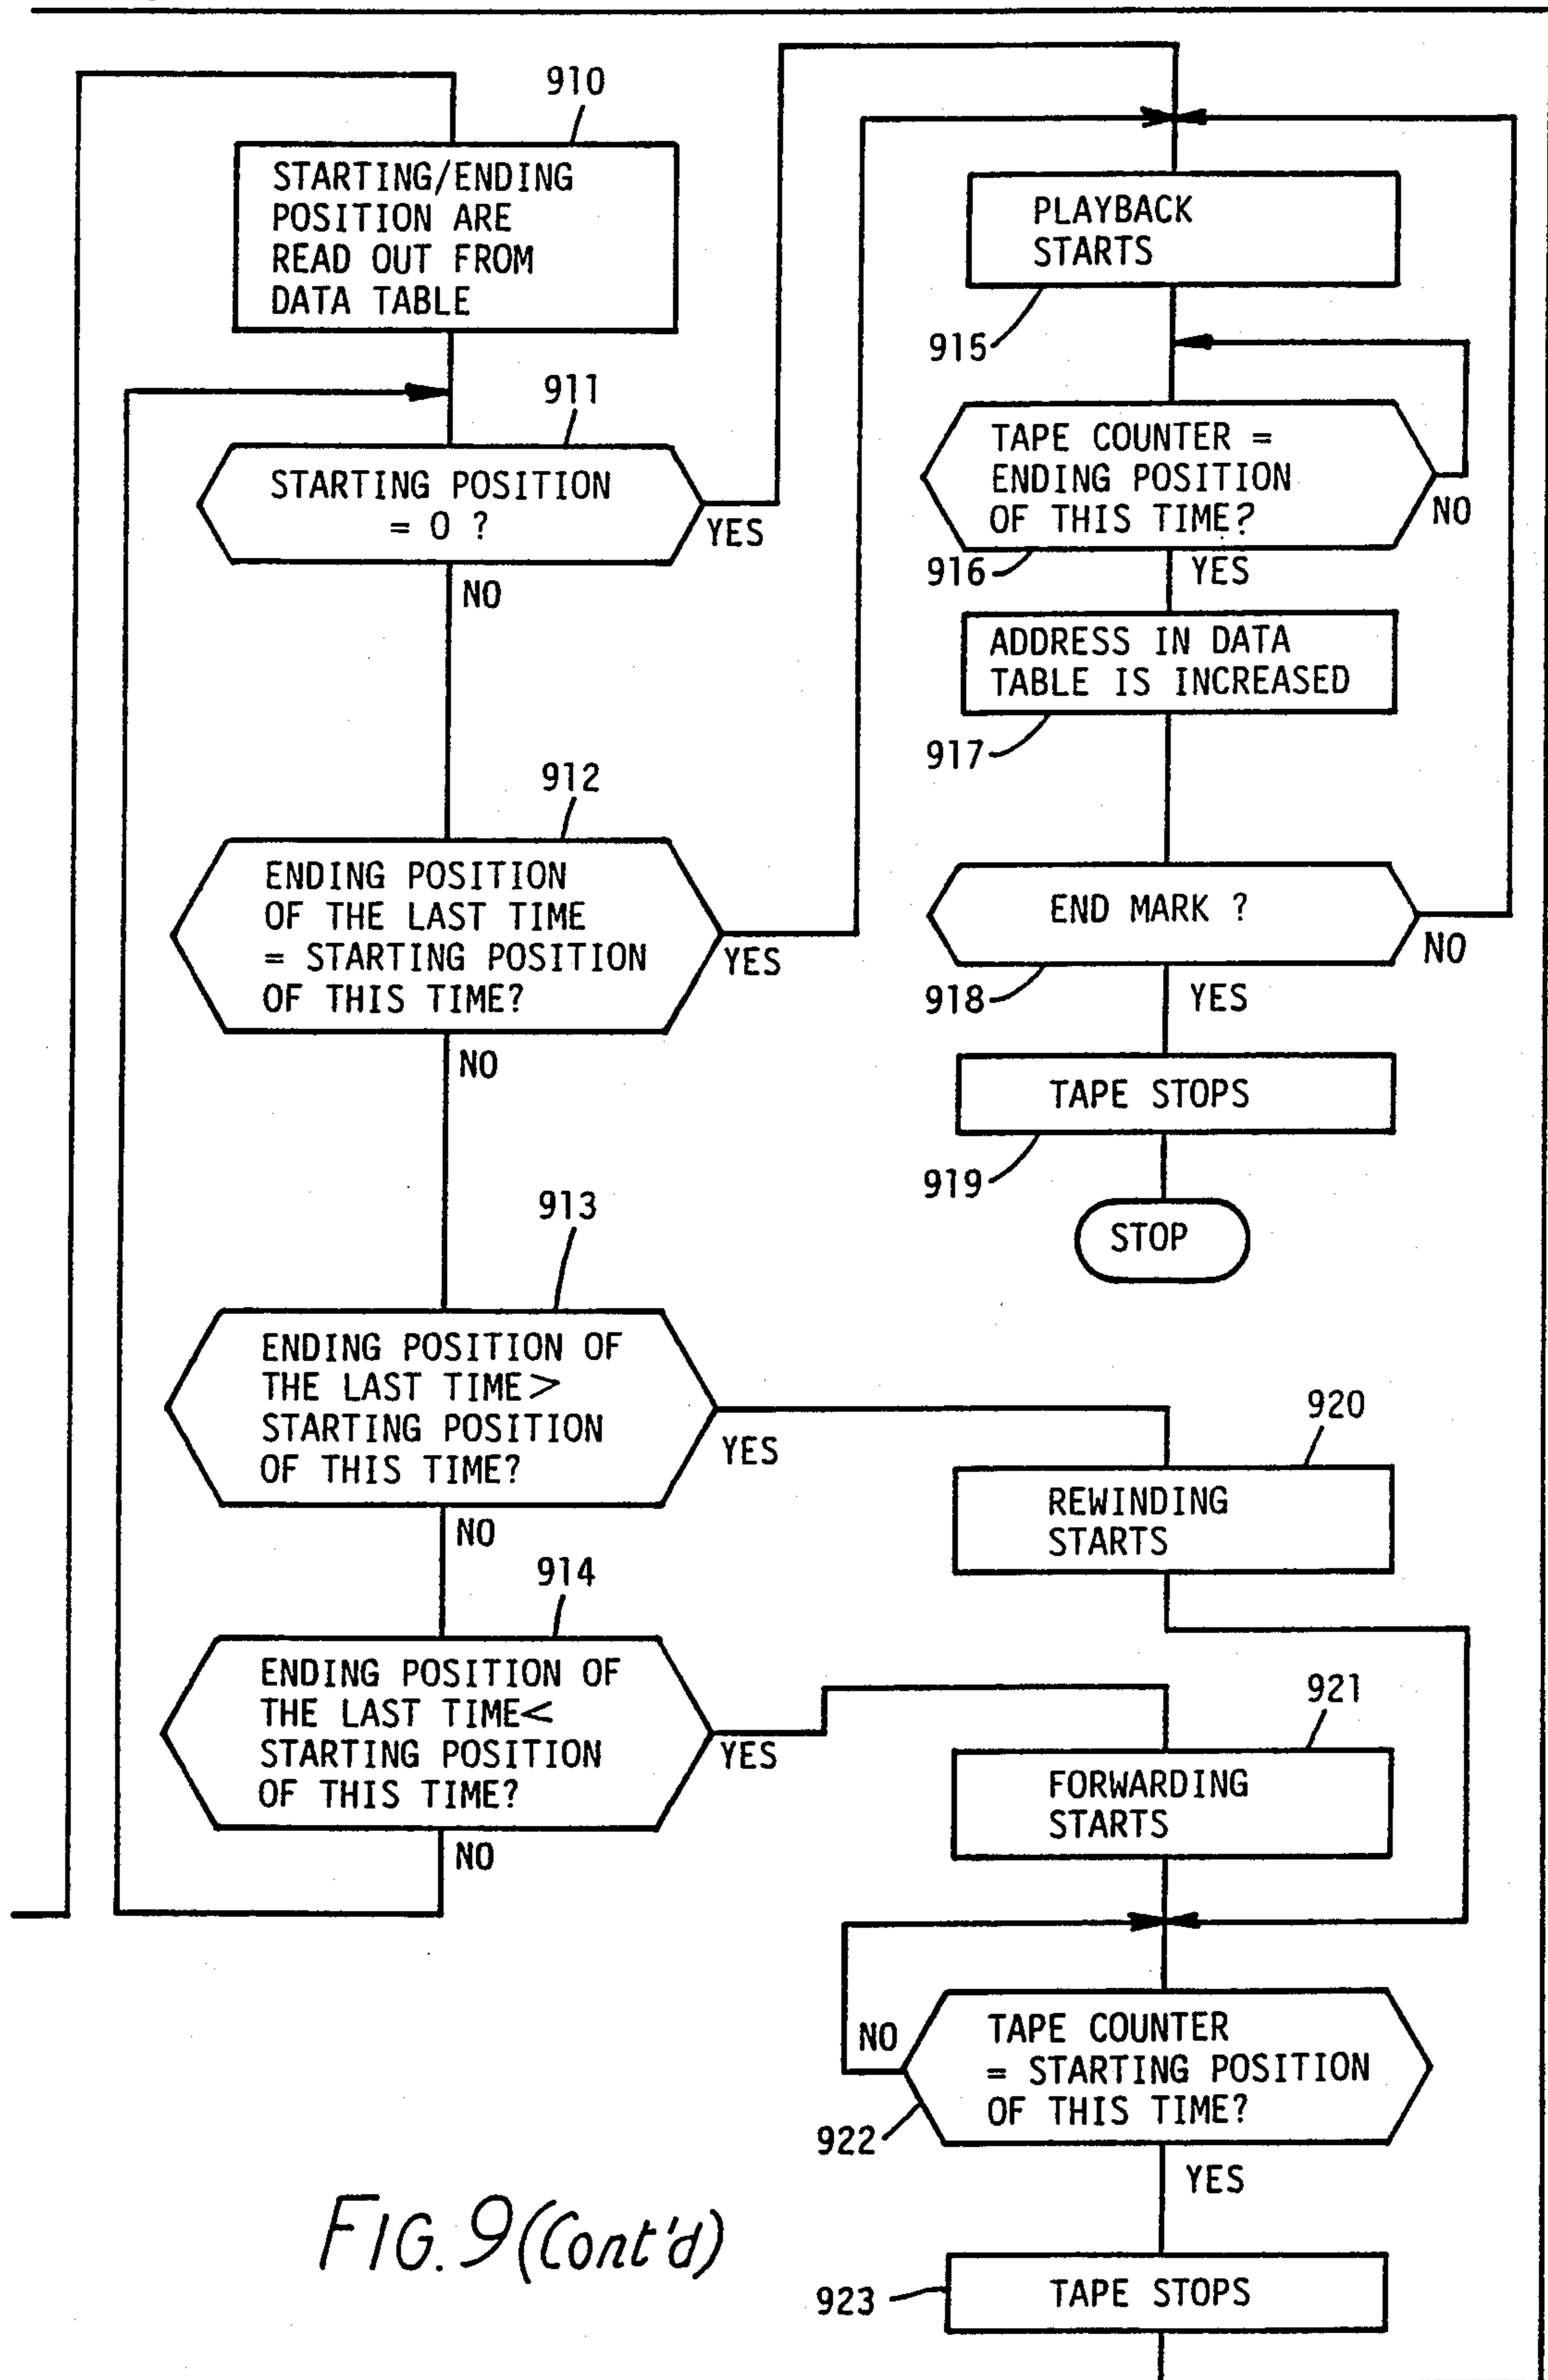 910
STARTING/ENDING
POSITION ARE
READ OUT FROM
DATA TABLE
911
STARTING POSITION
= 0 ?
YES
NO
912
ENDING POSITION
OF THE LAST TIME
= STARTING POSITION
OF THIS TIME?
YES
NO
913
ENDING POSITION OF
THE LAST TIME>
STARTING POSITION
OF THIS TIME?
YES
NO
914
ENDING POSITION OF
THE LAST TIME<
STARTING POSITION
OF THIS TIME?
YES
NO
PLAYBACK
STARTS
915
TAPE COUNTER =
ENDING POSITION
OF THIS TIME?
NO
916
YES
ADDRESS IN DATA
TABLE IS INCREASED
917
END MARK ?
NO
918
YES
TAPE STOPS
919
STOP
920
REWINDING
STARTS
921
FORWARDING
STARTS
NO
TAPE COUNTER
= STARTING POSITION
OF THIS TIME?
922
YES
923
TAPE STOPS
FIG. 9 (Cont'd)